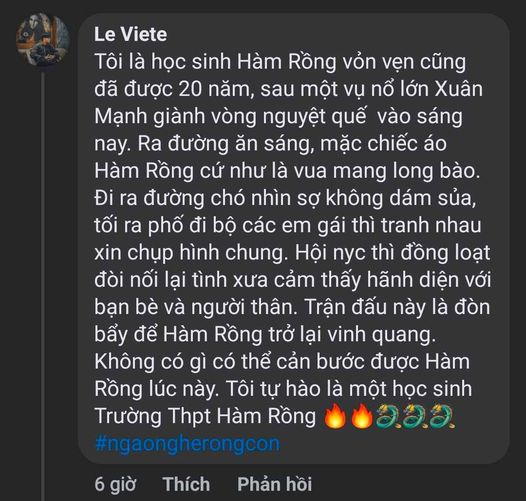 Le Viete
Tôi là học sinh Hàm Rồng vỏn vẹn cũng
đã được 20 năm, sau một vụ nổ lớn Xuân
Mạnh giành vòng nguyệt quế vào sáng
nay. Ra đường ăn sáng, mặc chiếc áo
Hàm Rồng cứ như là vua mang long bào.
Đi ra đường chó nhìn sợ không dám sủa,
tối ra phố đi bộ các em gái thì tranh nhau
xin chụp hình chung. Hội nyc thì đồng loạt
đòi nối lại tình xưa cảm thấy hãnh diện với
bạn bè và người thân. Trận đấu này là đòn
bẩy để Hàm Rồng trở lại vinh quang.
Không có gì có thể cản bước được Hàm
Rồng lúc này. Tôi tự hào là một học sinh
Trường Thpt Hàm Rồng 🔥🔥🐉🐉🐉
#ngaongherongcon
6 giờ Thích Phản hồi